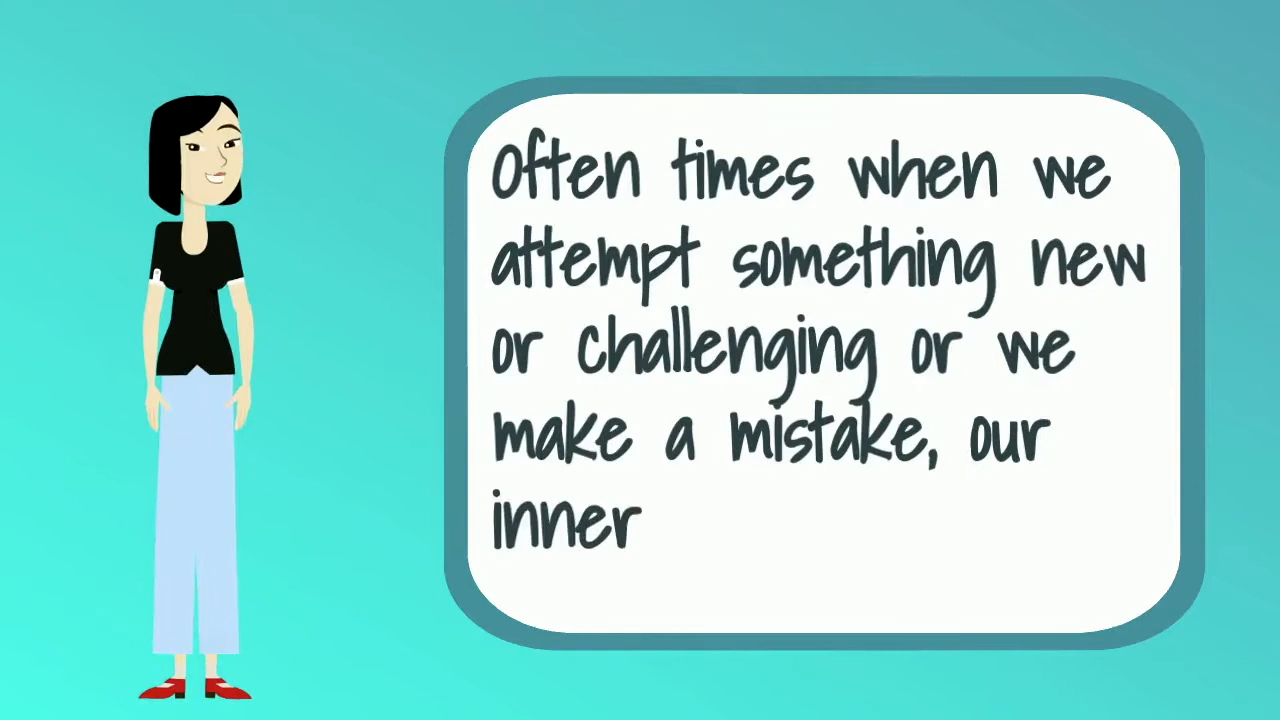 Often times when we
attempt something new
or challenging or we
make a mistake, our
inner